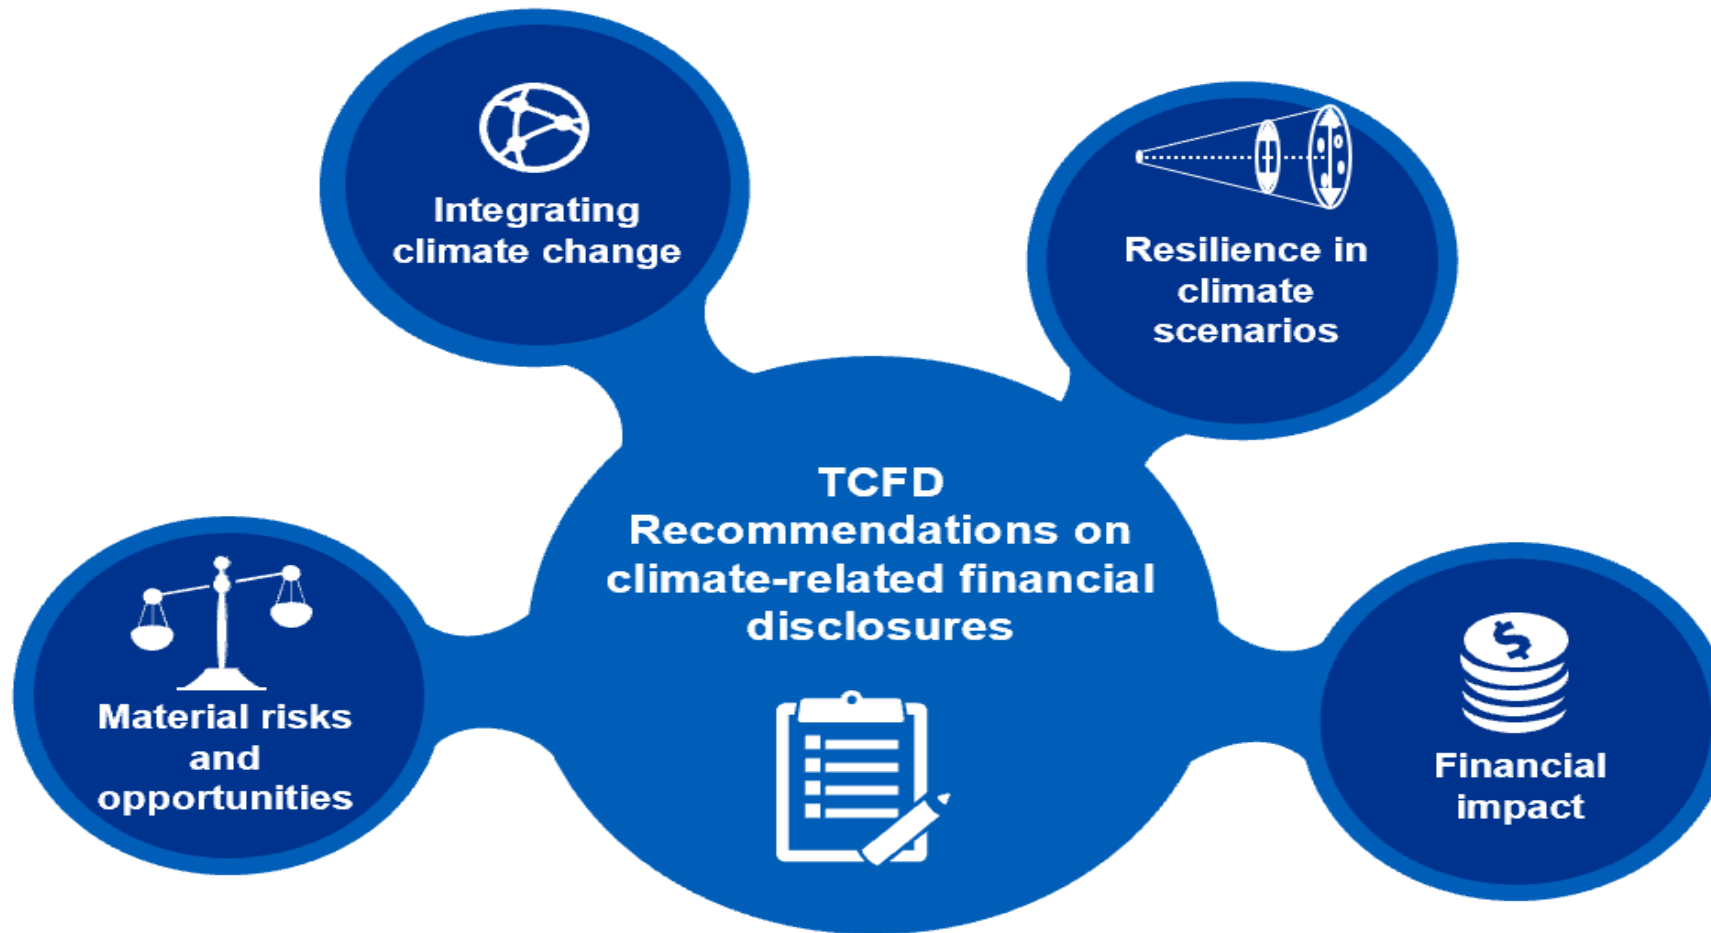 Integrating
climate change
Resilience in
climate
scenarios
TCFD
Recommendations on
climate-related financial
disclosures
Material risks
and
opportunities
$
Financial
impact